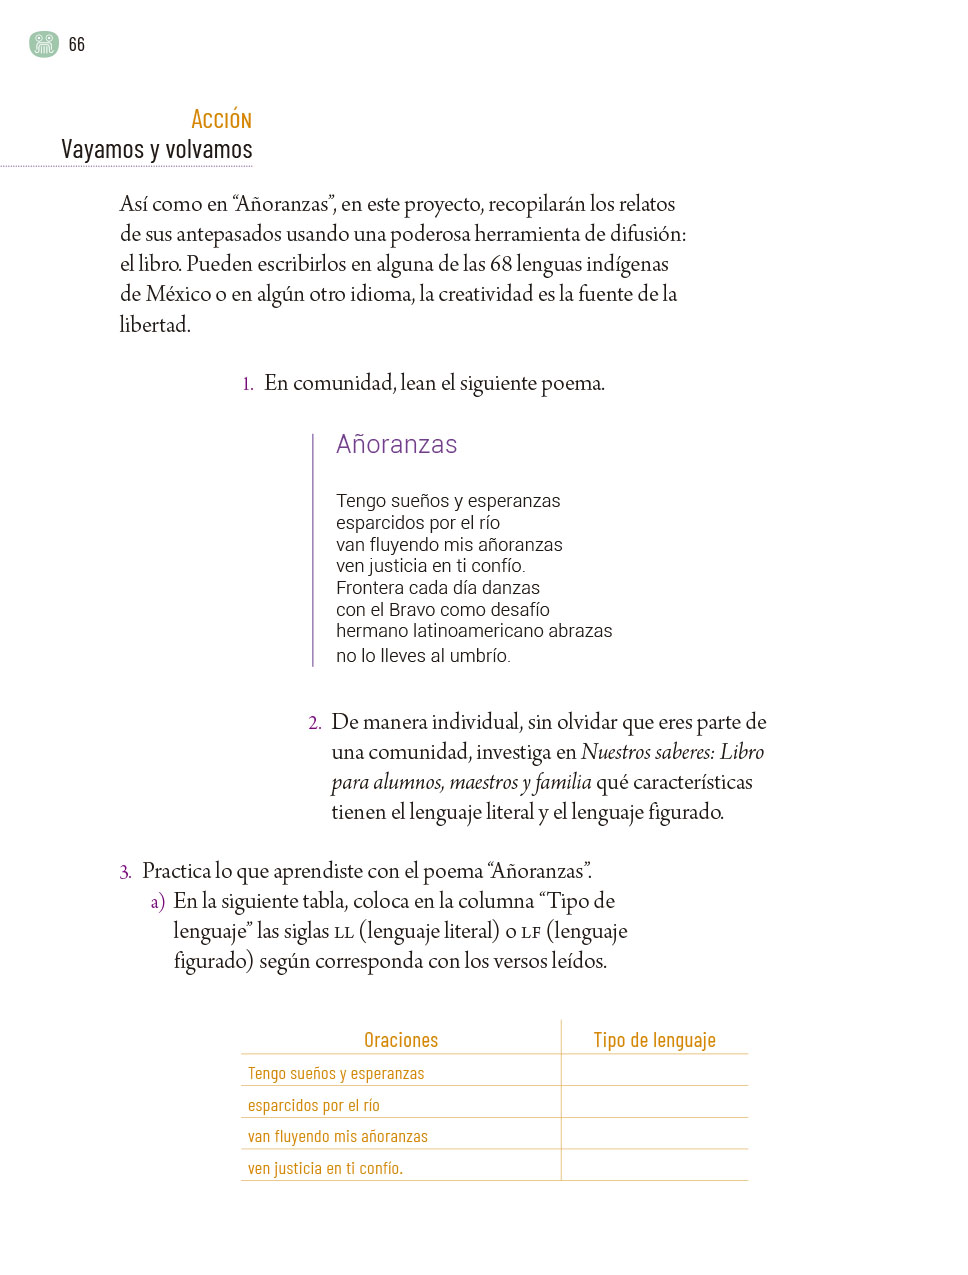 66
Acción
Vayamos y volvamos
Así como en “Añoranzas”, en este proyecto, recopilarán los relatos
de sus antepasados usando una poderosa herramienta de difusión:
el libro. Pueden escribirlos en alguna de las 68 lenguas indígenas
de México o en algún otro idioma, la creatividad es la fuente de la
libertad.
1. En comunidad, lean el siguiente poema.
Añoranzas
Tengo sueños y esperanzas
esparcidos por el río
van fluyendo mis añoranzas
ven justicia en ti confío.
Frontera cada día danzas
con el Bravo como desafío
hermano latinoamericano abrazas
no lo lleves al umbrío.
2. De manera individual, sin olvidar que eres parte de
una comunidad, investiga en Nuestros saberes: Libro
para alumnos, maestros y familia qué características
tienen el lenguaje literal y el lenguaje figurado.
3. Practica lo que aprendiste con el poema “Añoranzas”.
a) En la siguiente tabla, coloca en la columna “Tipo de
lenguaje” las siglas LL (lenguaje literal) o LF (lenguaje
figurado) según corresponda con los versos leídos.
Oraciones Tipo de lenguaje
Tengo sueños y esperanzas
esparcidos por el río
van fluyendo mis añoranzas
ven justicia en ti confío.